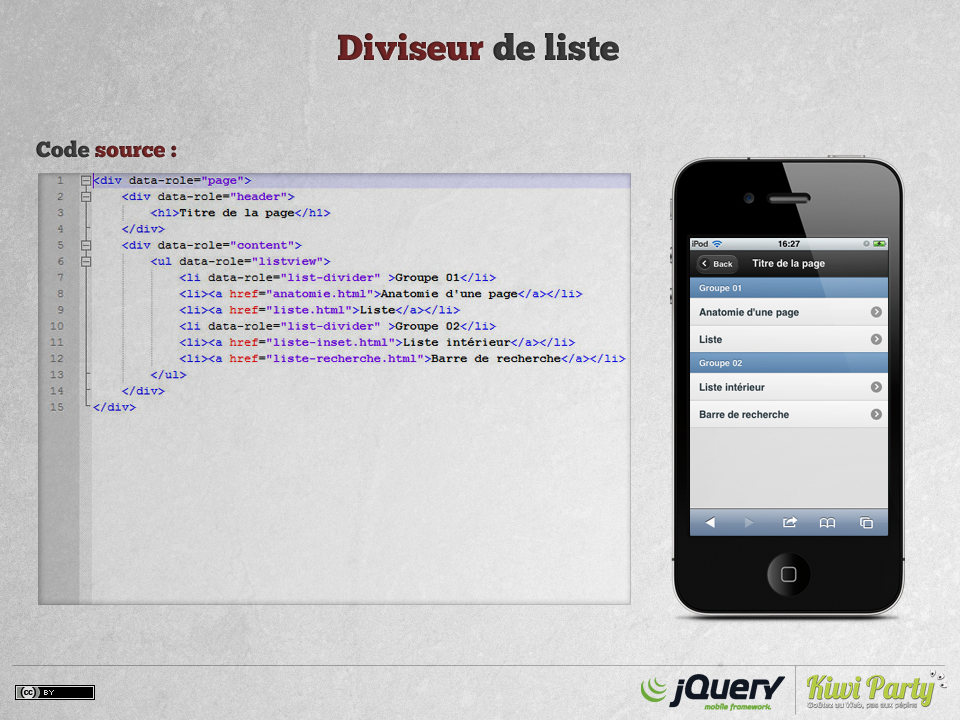 Diviseur de liste
Code source :
1 <div data-role="page">
2 <div data-role="header">
3 <h1>Titre de la page</h1>
4 </div>
5 <div data-role="content">
6 <ul data-role="listview">
7 <li data-role="list-divider" >Groupe 01</li>
8 <li><a href="anatomie.html">Anatomie d'une page</a></li>
9 <li><a href="liste.html">Liste</a></li>
10 <li data-role="list-divider" >Groupe 02</li>
11 <li><a href="liste-inset.html">Liste intérieur</a></li>
12 <li><a href="liste-recherche.html">Barre de recherche</a></li>
13 </ul>
14 </div>
15 </div>
iPod 16:27
Back Titre de la page
Groupe 01
Anatomie d'une page
Liste
Groupe 02
Liste intérieur
Barre de recherche
cc BY
jQuery
mobile framework.
Kiwi Party
Goûtez au Web, pas aux pépins